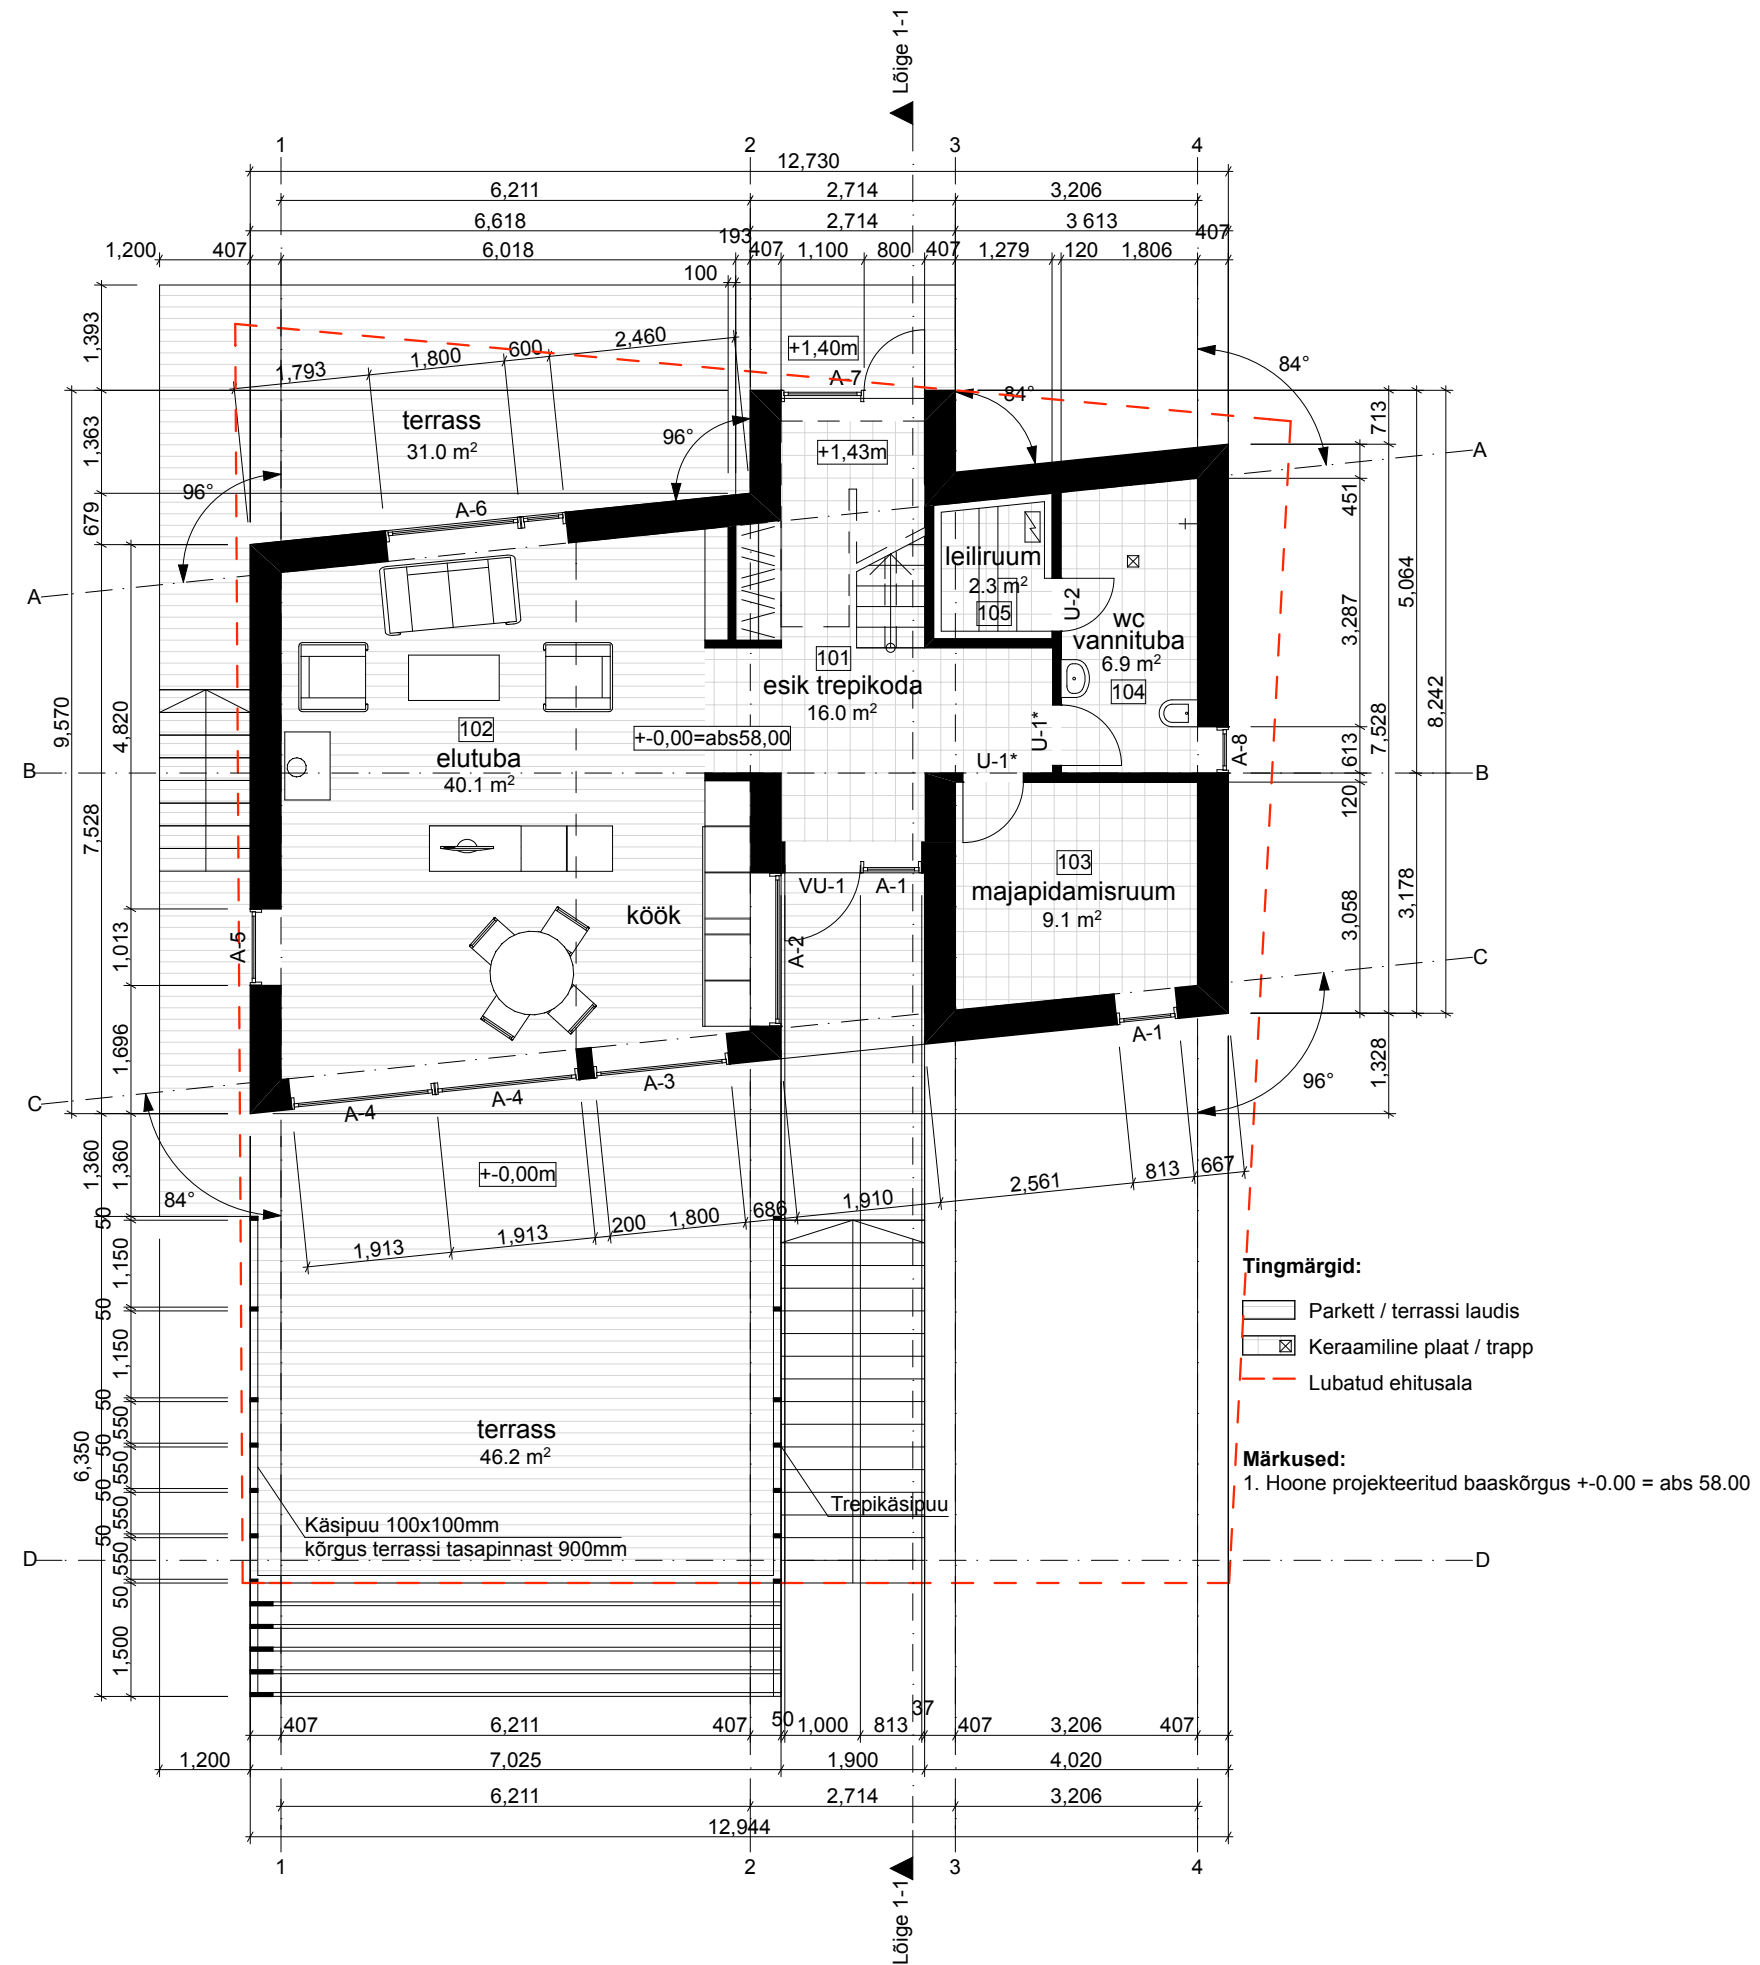 Lõige 1-1
1
2
3
4
12,730
6,211
2,714
3,206
6,618
2,714
3 613
1,200
407
6,018
193
407
1,100
800
407
1,279
120
1,806
407
100
1,393
1,363
679
9,570
4,820
7,528
1,013
1,696
1,793
1,800
600
2,460
+1,40m
A-7
84°
84°
terrass
31.0 m²
96°
96°
+1,43m
A-6
A
A
713
451
5,064
3,287
8,242
7,528
613
120
3,178
3,058
1,328
leiliruum
2.3 m²
105
U-2
wc
vannituba
6.9 m²
104
101
esik trepikoda
16.0 m²
102
+-0,00=abs58,00
elutuba
40.1 m²
U-1*
U-1*
A-8
B
B
103
majapidamisruum
9.1 m²
VU-1
A-1
köök
A-5
A-2
C
C
A-4
A-4
A-3
A-1
96°
84°
+-0,00m
1,913
1,913
200
1,800
686
1,910
2,561
813
667
1,360
1,360
50
1,150
50
1,150
50
550
50
550
50
550
50
550
50
6,350
1,500
Tingmärgid:
Parkett / terrassi laudis
Keraamiline plaat / trapp
Lubatud ehitusala
terrass
46.2 m²
Märkused:
1. Hoone projekteeritud baaskõrgus +-0.00 = abs 58.00
Trepikäsipuu
Käsipuu 100x100mm
kõrgus terrassi tasapinnast 900mm
D
D
407
6,211
407
50
1,000
813
37
407
3,206
407
1,200
7,025
1,900
4,020
6,211
2,714
3,206
12,944
1
2
3
4
Lõige 1-1